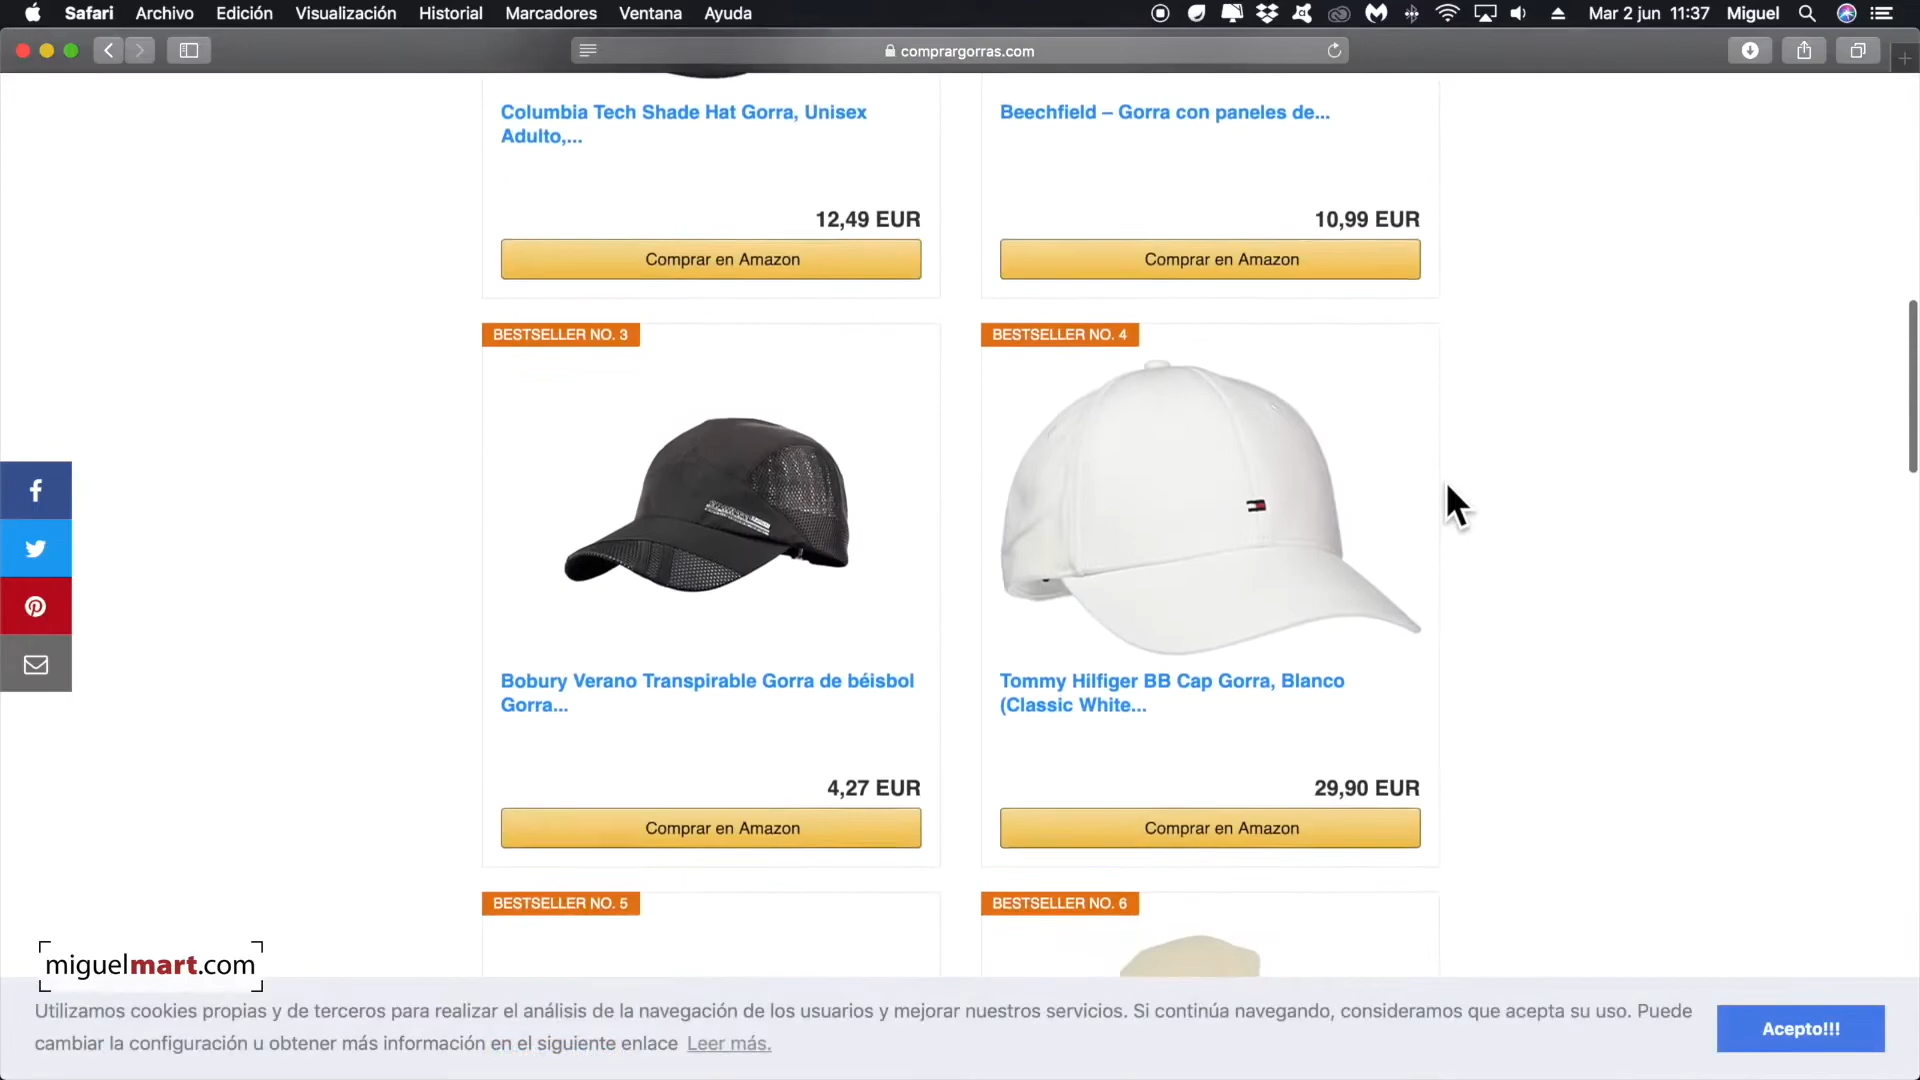 Safari Archivo Edición Visualización Historial Marcadores Ventana Ayuda Mar 2 jun 11:37 Miguel
comprargorras.com
Columbia Tech Shade Hat Gorra, Unisex
Adulto,...
12,49 EUR
Comprar en Amazon
Beechfield – Gorra con paneles de...
10,99 EUR
Comprar en Amazon
BESTSELLER NO. 3
Bobury Verano Transpirable Gorra de béisbol
Gorra...
4,27 EUR
Comprar en Amazon
BESTSELLER NO. 4
Tommy Hilfiger BB Cap Gorra, Blanco
(Classic White...
29,90 EUR
Comprar en Amazon
BESTSELLER NO. 5
BESTSELLER NO. 6
miguelmart.com
Utilizamos cookies propias y de terceros para realizar el análisis de la navegación de los usuarios y mejorar nuestros servicios. Si continúa navegando, consideramos que acepta su uso. Puede
cambiar la configuración u obtener más información en el siguiente enlace Leer más.
Acepto!!!